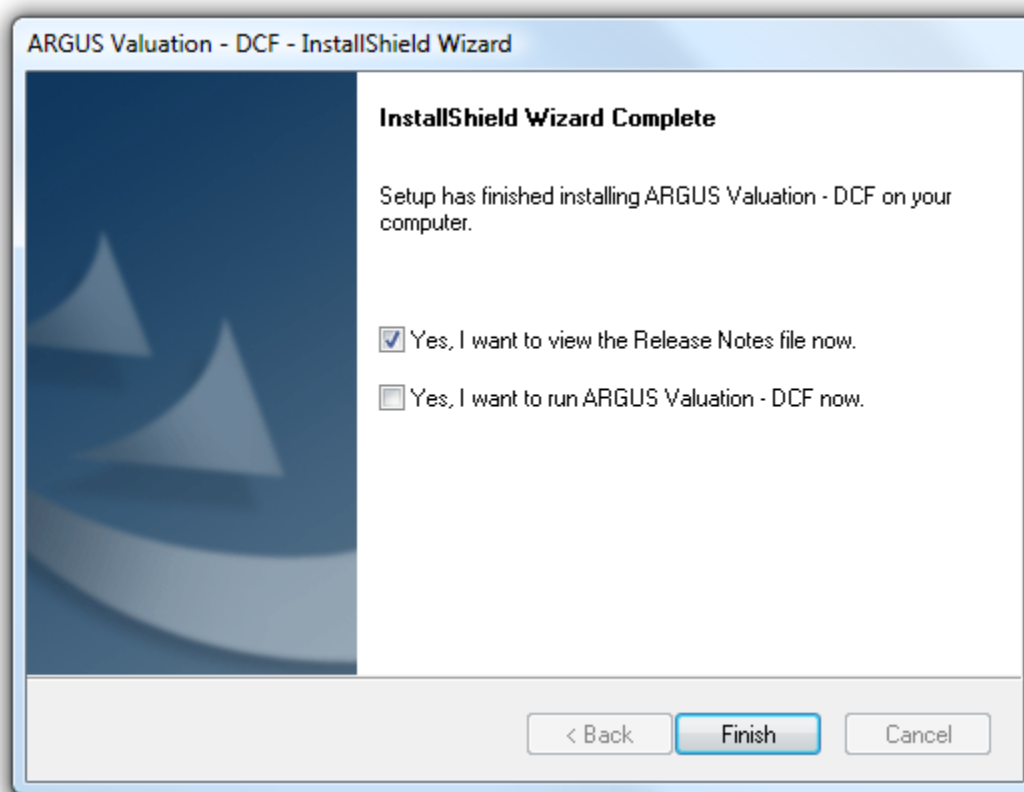 ARGUS Valuation - DCF - InstallShield Wizard
InstallShield Wizard Complete
Setup has finished installing ARGUS Valuation - DCF on your
computer.
Yes, I want to view the Release Notes file now.
Yes, I want to run ARGUS Valuation - DCF now.
< Back
Finish
Cancel